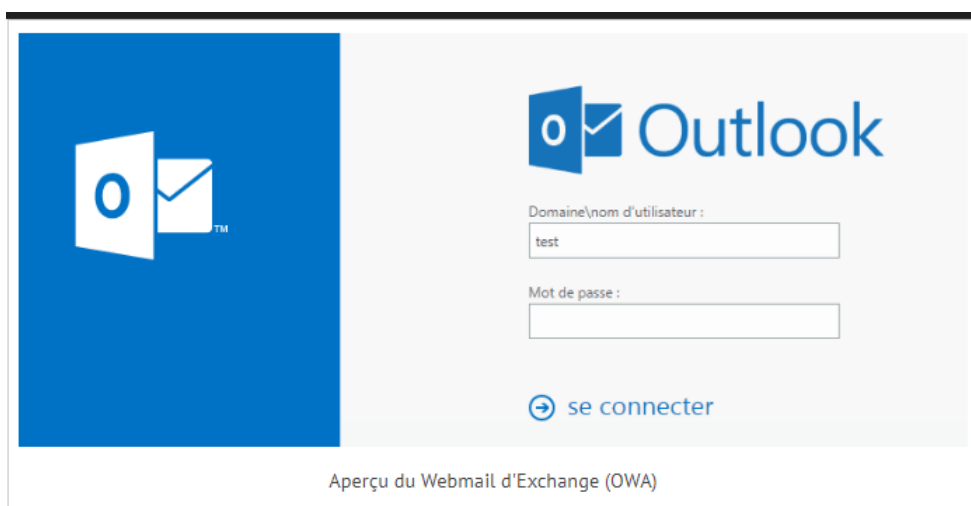 O
TM
O Outlook
Domaine\nom d'utilisateur :
test
Mot de passe :
se connecter
Aperçu du Webmail d'Exchange (OWA)